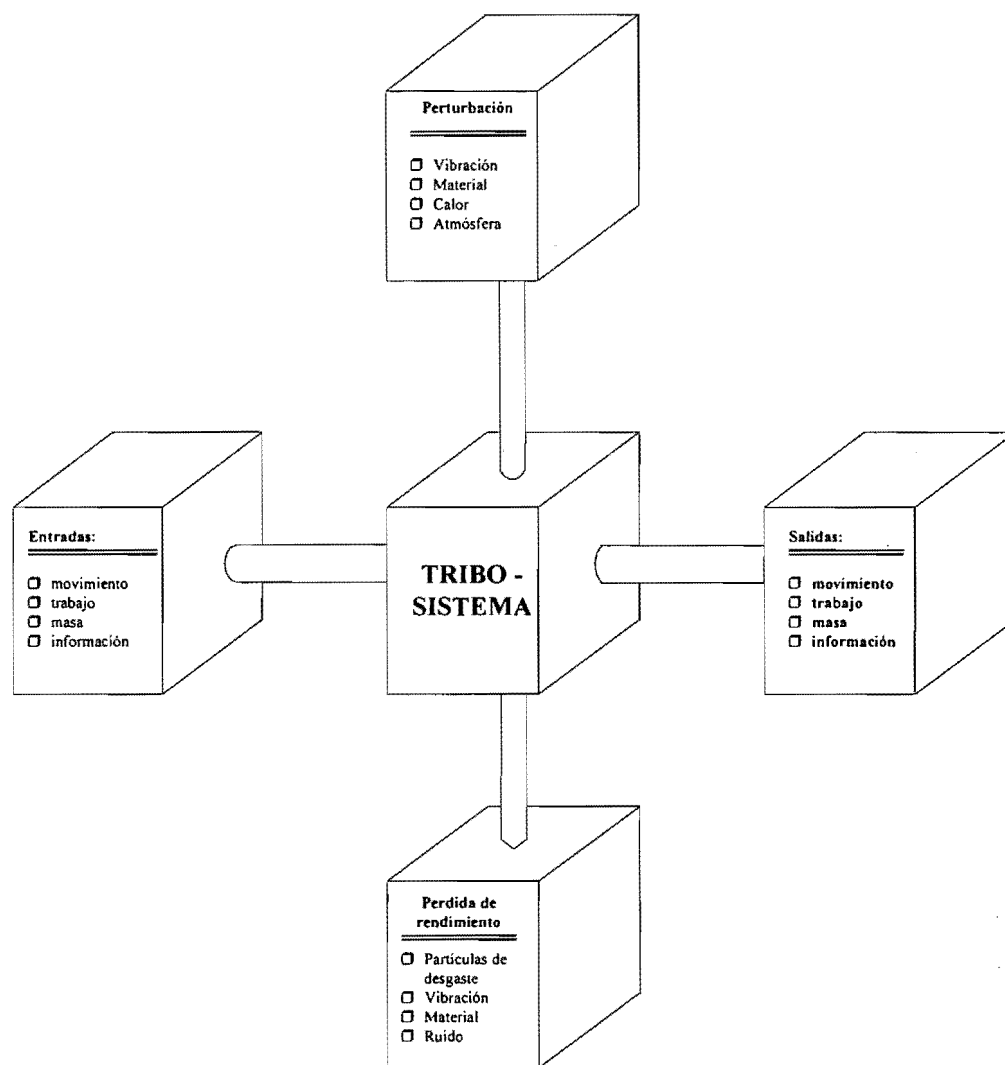 Perturbación
Vibración
Material
Calor
Atmósfera
Entradas:
movimiento
trabajo
masa
información
TRIBO -
SISTEMA
Salidas:
movimiento
trabajo
masa
información
Perdida de
rendimiento
Partículas de
desgaste
Vibración
Material
Ruído